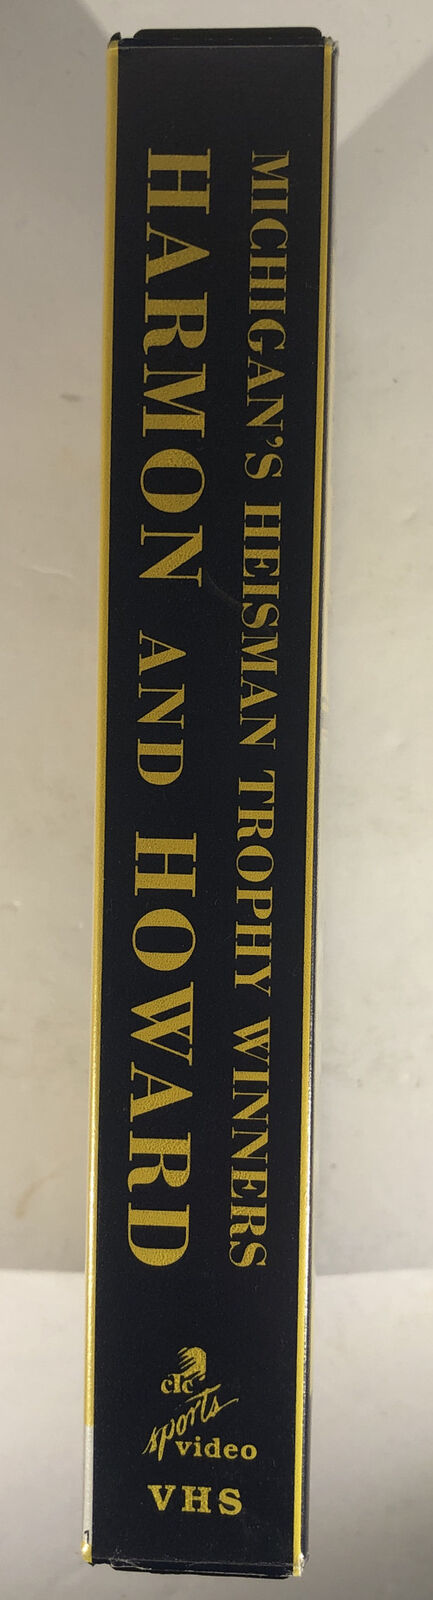 MICHIGAN'S HEISMAN TROPHY WINNERS
HARMON AND HOWARD
clc
sports
video
VHS